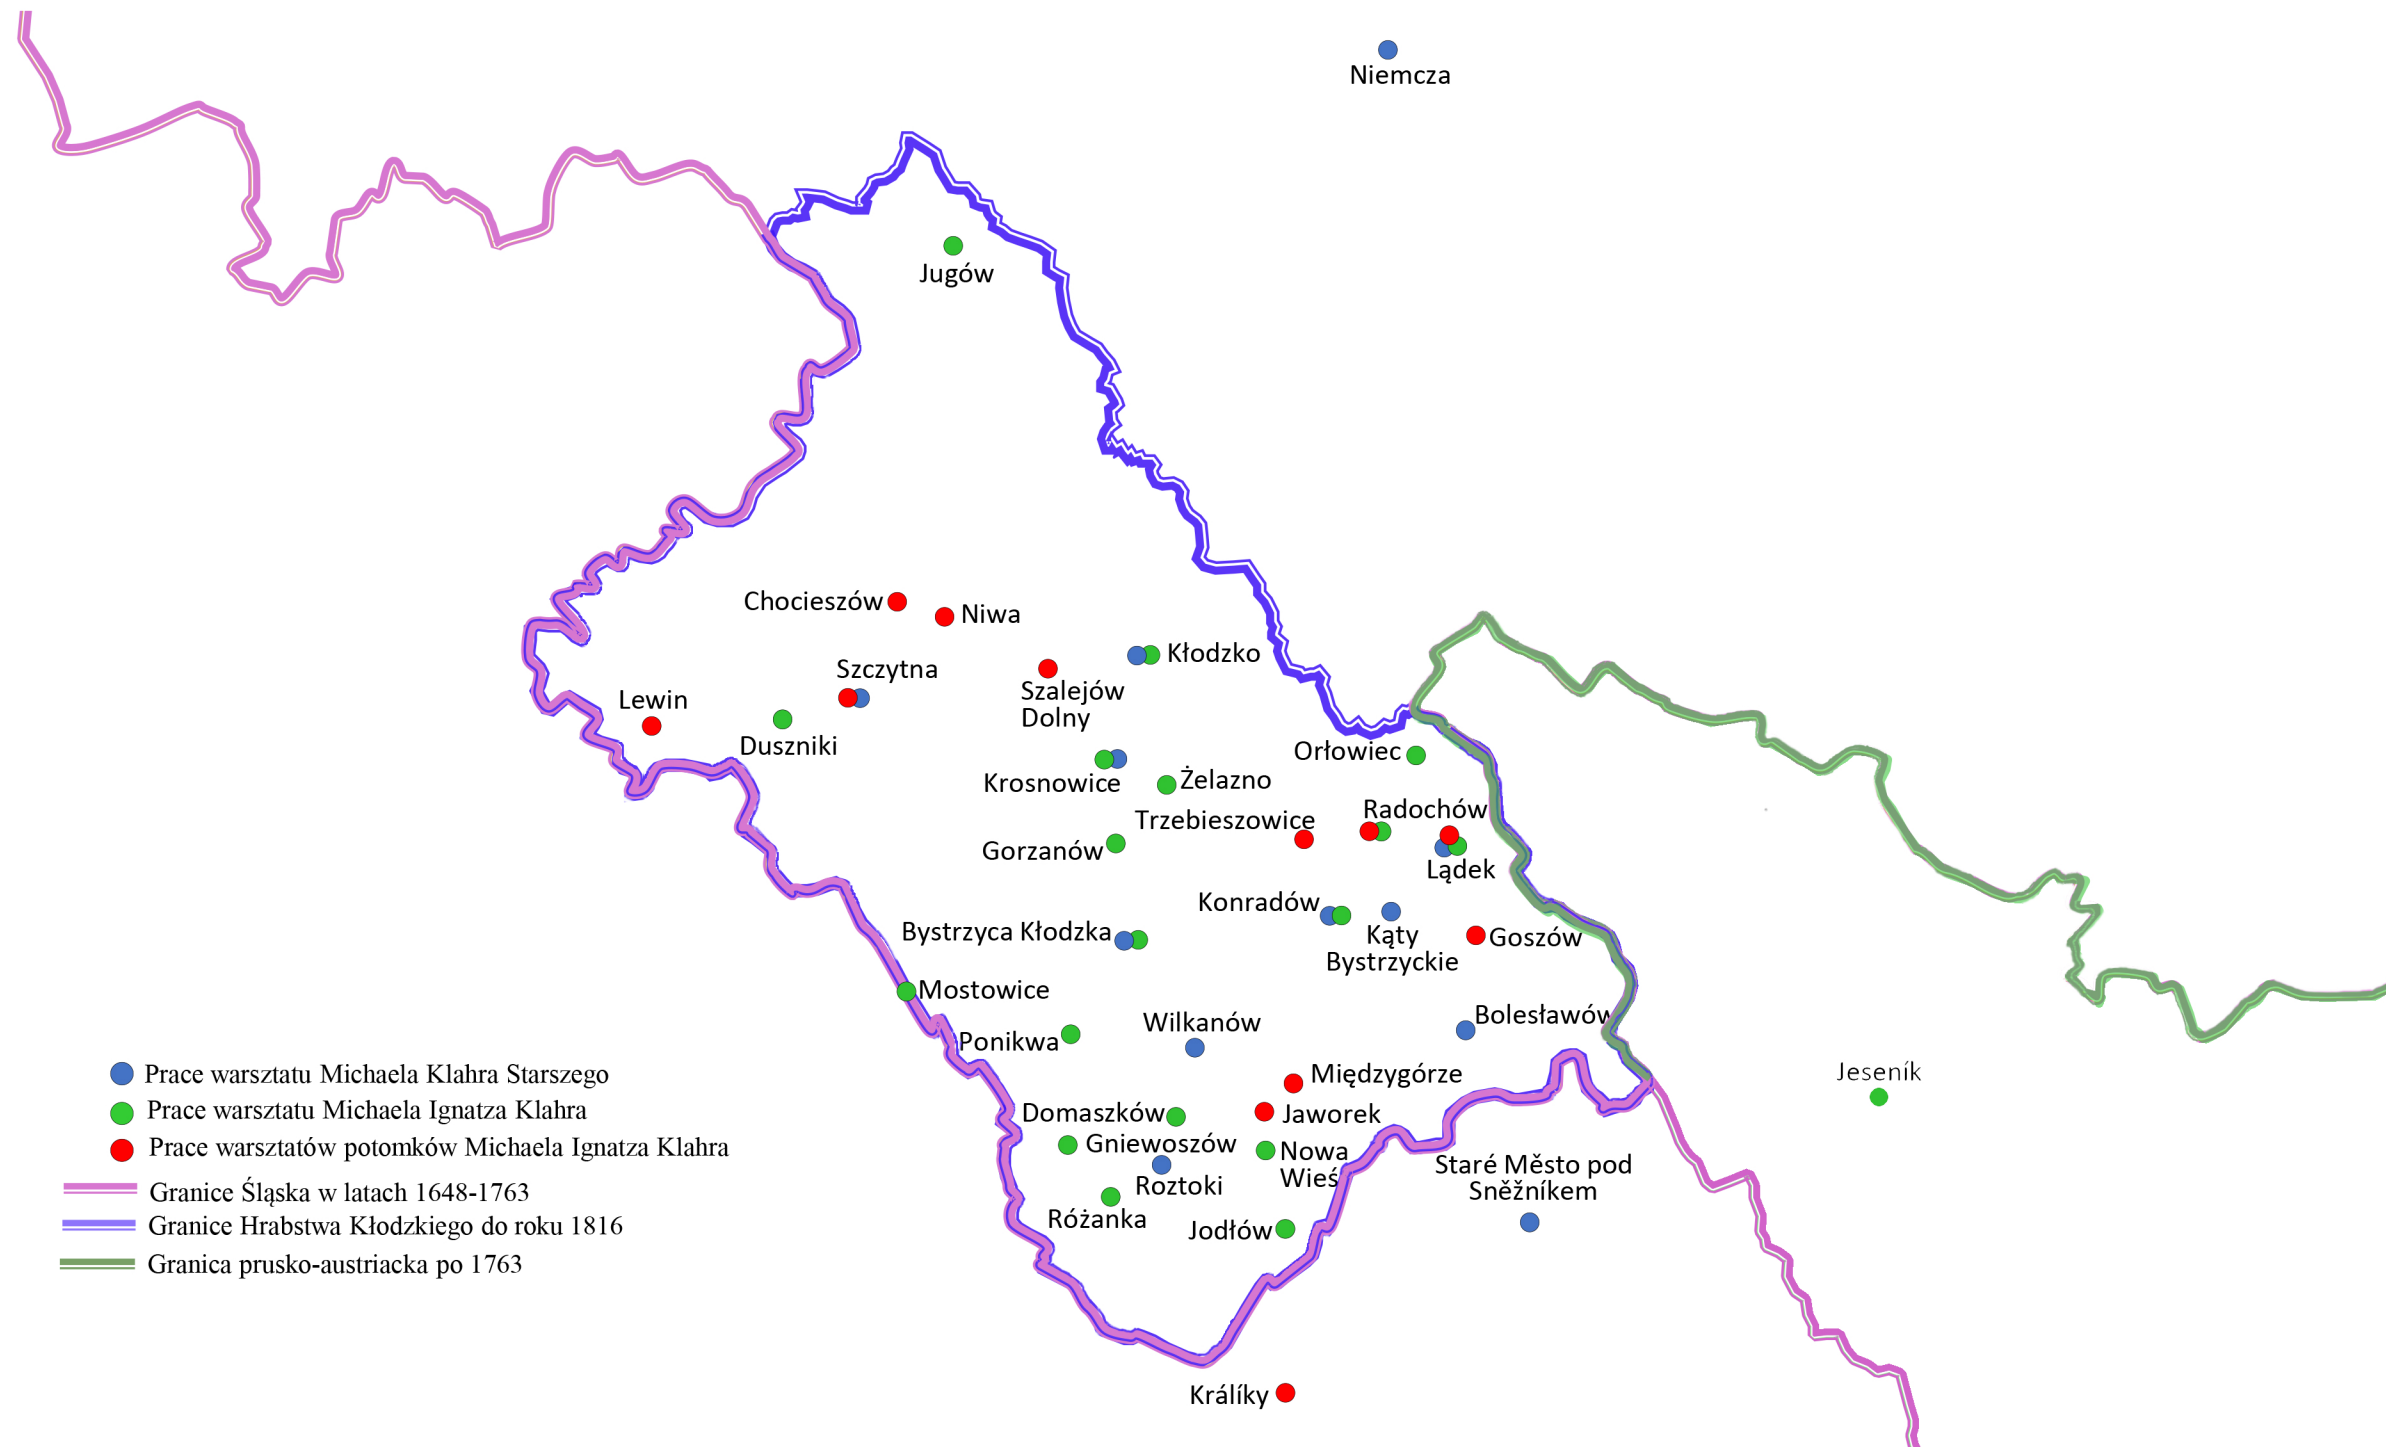 Niemcza
Jugów
Chocieszów
Niwa
Kłodzko
Szczytna
Szalejów
Dolny
Lewin
Duszniki
Orłowiec
Krosnowice
Żelazno
Radochów
Trzebieszowice
Gorzanów
Lądek
Konradów
Bystrzyca Kłodzka
Kąty
Bystrzyckie
Goszów
Mostowice
Bolesławów
Wilkanów
Ponikwa
Międzygórze
Jeseník
Domaszków
Jaworek
Gniewoszów
Nowa
Wieś
Staré Město pod
Sněžníkem
Roztoki
Różanka
Jodłów
Králíky
Prace warsztatu Michaela Klahra Starszego
Prace warsztatu Michaela Ignatza Klahra
Prace warsztatów potomków Michaela Ignatza Klahra
Granice Śląska w latach 1648-1763
Granice Hrabstwa Kłodzkiego do roku 1816
Granica prusko-austriacka po 1763